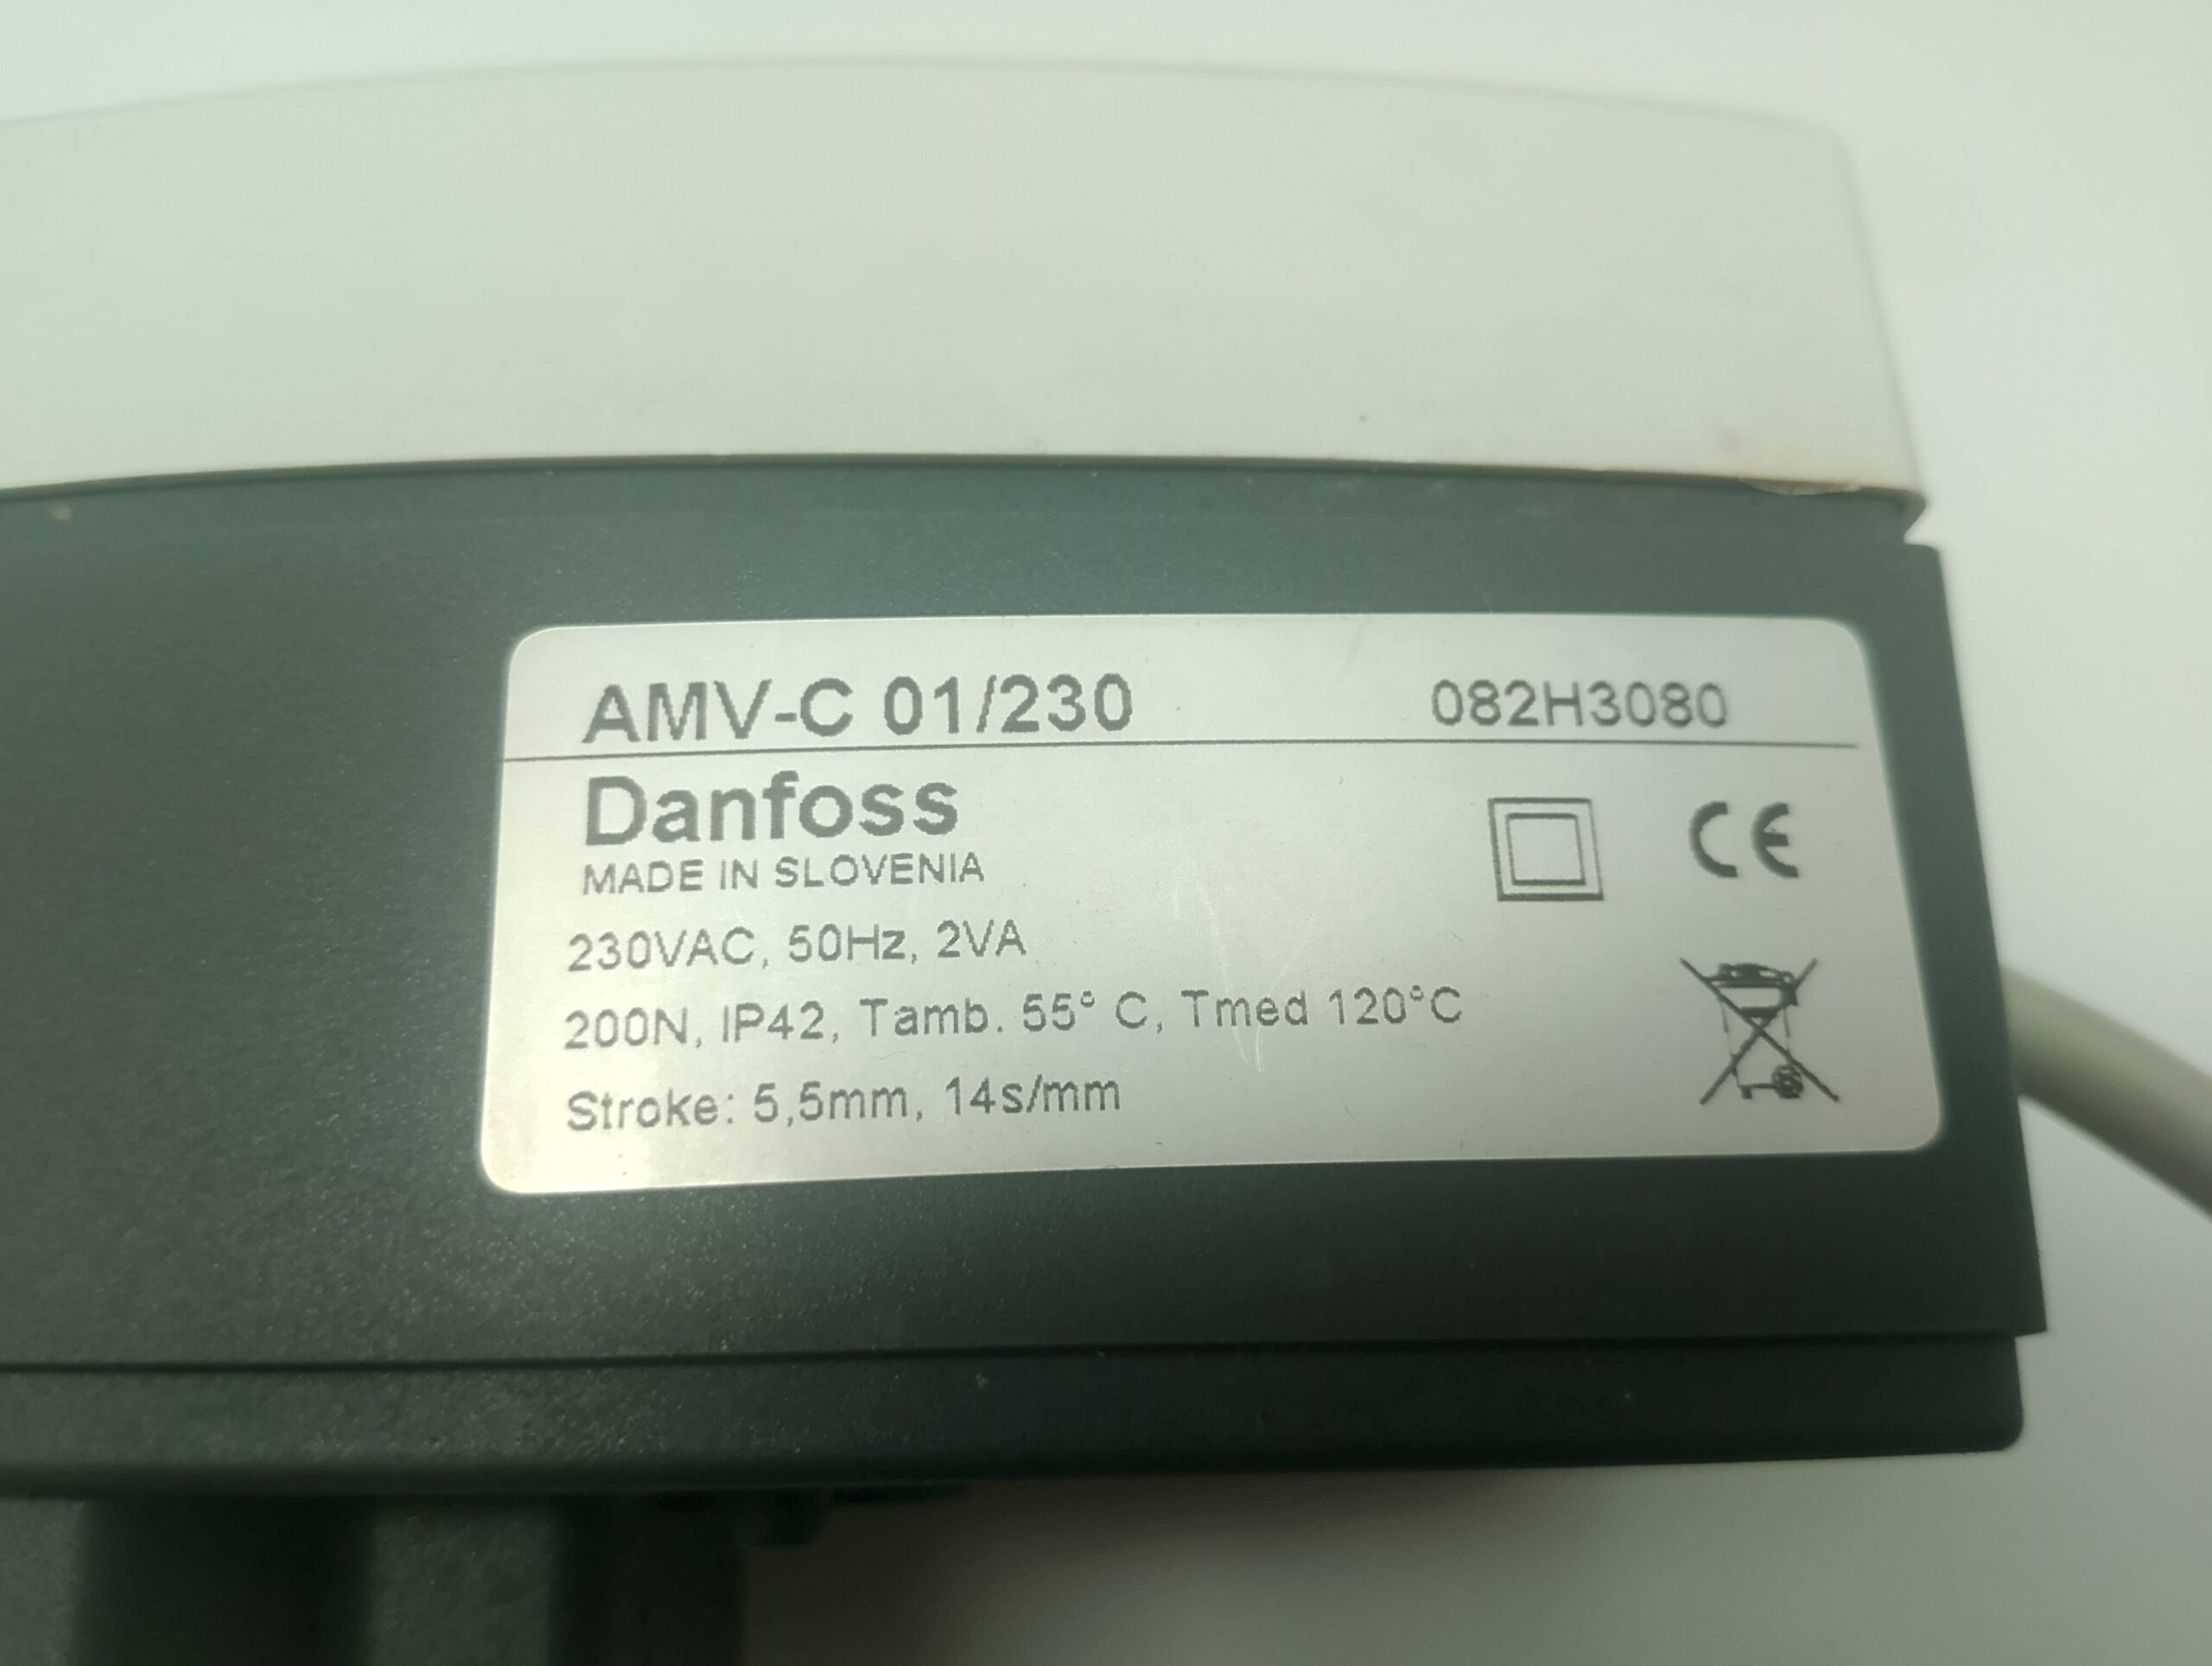 AMV-C 01/230 082H3080
Danfoss
MADE IN SLOVENIA
CE
230VAC, 50Hz, 2VA
200N, IP42, Tamb. 55° C, Tmed 120°C
Stroke: 5,5mm, 14s/mm